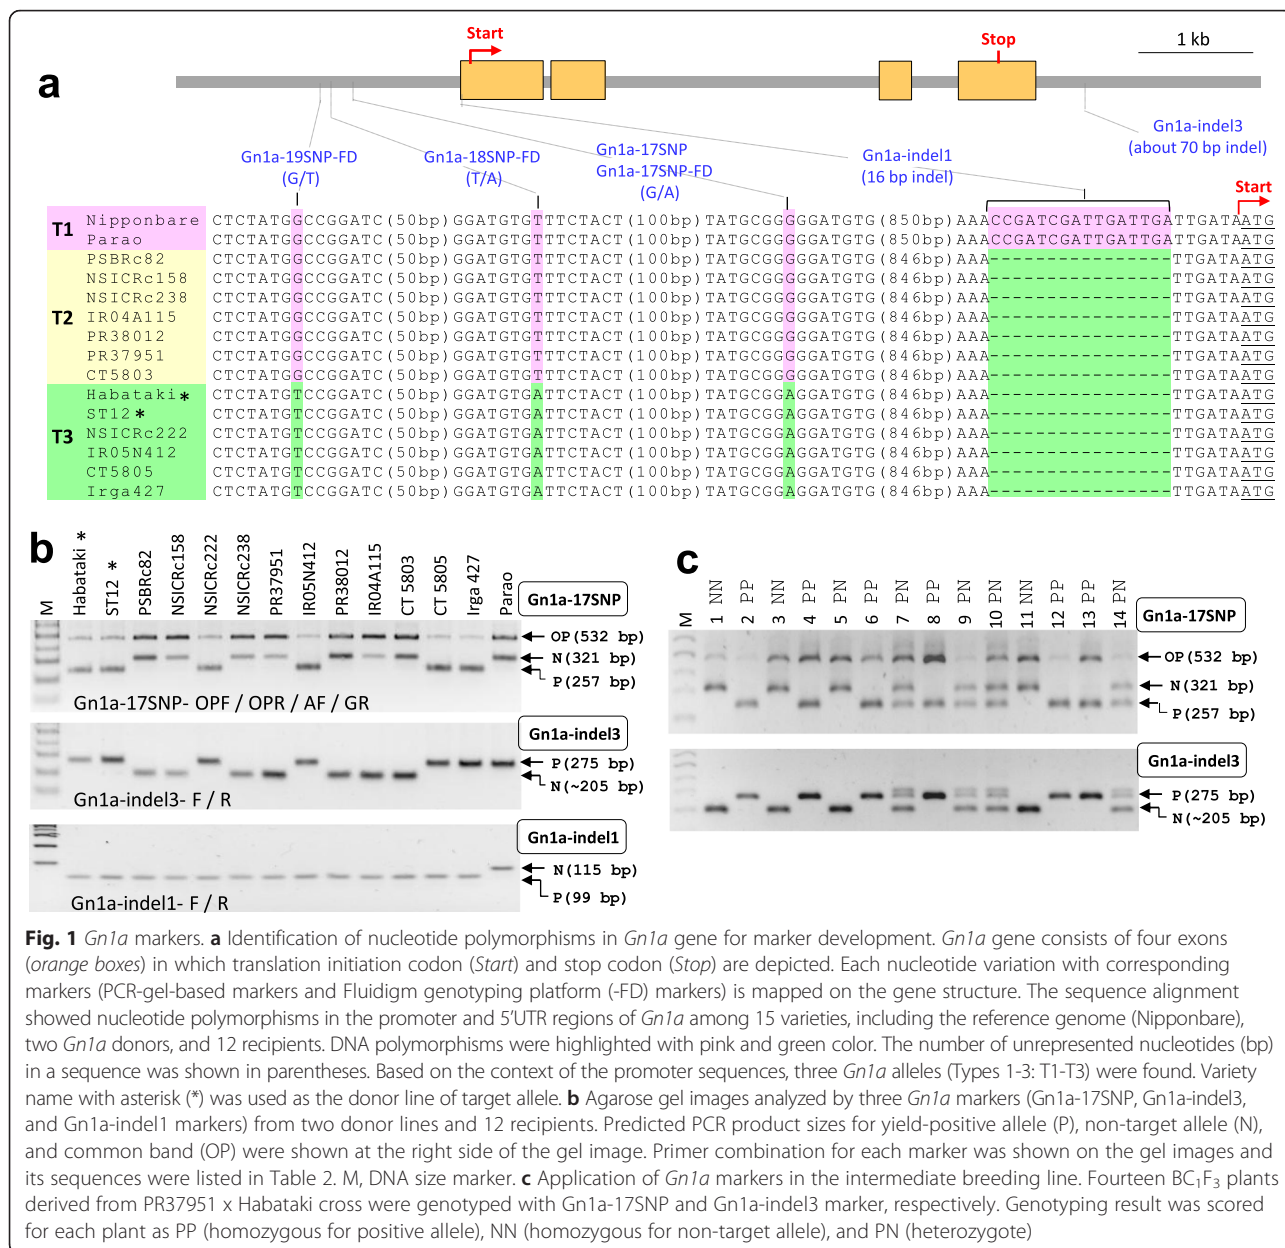 a
Start
Stop
1 kb
Gn1a-19SNP-FD
(G/T)
Gn1a-18SNP-FD
(T/A)
Gn1a-17SNP
Gn1a-17SNP-FD
(G/A)
Gn1a-indel1
(16 bp indel)
Gn1a-indel3
(about 70 bp indel)
Start
T1
Nipponbare CTCTATGGCCGGATC(50bp)GGATGTGTTTCTACT(100bp)TATGCGGGGGATGTG(850bp)AAACCGATCGATTGATTGATTGATAATG
Parao CTCTATGGCCGGATC(50bp)GGATGTGTTTCTACT(100bp)TATGCGGGGGATGTG(850bp)AAACCGATCGATTGATTGATTGATAATG
T2
PSBRc82 CTCTATGGCCGGATC(50bp)GGATGTGTTTCTACT(100bp)TATGCGGGGGATGTG(846bp)AAA----------------TTGATAATG
NSICRc158 CTCTATGGCCGGATC(50bp)GGATGTGTTTCTACT(100bp)TATGCGGGGGATGTG(846bp)AAA----------------TTGATAATG
NSICRc238 CTCTATGGCCGGATC(50bp)GGATGTGTTTCTACT(100bp)TATGCGGGGGATGTG(846bp)AAA----------------TTGATAATG
IR04A115 CTCTATGGCCGGATC(50bp)GGATGTGTTTCTACT(100bp)TATGCGGGGGATGTG(846bp)AAA----------------TTGATAATG
PR38012 CTCTATGGCCGGATC(50bp)GGATGTGTTTCTACT(100bp)TATGCGGGGGATGTG(846bp)AAA----------------TTGATAATG
PR37951 CTCTATGGCCGGATC(50bp)GGATGTGTTTCTACT(100bp)TATGCGGGGGATGTG(846bp)AAA----------------TTGATAATG
CT5803 CTCTATGGCCGGATC(50bp)GGATGTGTTTCTACT(100bp)TATGCGGGGGATGTG(846bp)AAA----------------TTGATAATG
T3
Habataki* CTCTATGTCCGGATC(50bp)GGATGTGATTCTACT(100bp)TATGCGGAGGATGTG(846bp)AAA----------------TTGATAATG
ST12* CTCTATGTCCGGATC(50bp)GGATGTGATTCTACT(100bp)TATGCGGAGGATGTG(846bp)AAA----------------TTGATAATG
NSICRc222 CTCTATGTCCGGATC(50bp)GGATGTGATTCTACT(100bp)TATGCGGAGGATGTG(846bp)AAA----------------TTGATAATG
IR05N412 CTCTATGTCCGGATC(50bp)GGATGTGATTCTACT(100bp)TATGCGGAGGATGTG(846bp)AAA----------------TTGATAATG
CT5805 CTCTATGTCCGGATC(50bp)GGATGTGATTCTACT(100bp)TATGCGGAGGATGTG(846bp)AAA----------------TTGATAATG
Irga427 CTCTATGTCCGGATC(50bp)GGATGTGATTCTACT(100bp)TATGCGGAGGATGTG(846bp)AAA----------------TTGATAATG
b
M
Habataki *
ST12 *
PSBRc82
NSICRc158
NSICRc222
NSICRc238
PR37951
IR05N412
PR38012
IR04A115
CT 5803
CT 5805
Irga 427
Parao
Gn1a-17SNP
OP(532 bp)
N(321 bp)
P(257 bp)
Gn1a-17SNP- OPF / OPR / AF / GR
Gn1a-indel3
P(275 bp)
N(~205 bp)
Gn1a-indel3- F / R
Gn1a-indel1
N(115 bp)
P(99 bp)
Gn1a-indel1- F / R
c
M
1 NN
2 PP
3 NN
4 PP
5 PN
6 PP
7 PN
8 PP
9 PN
10 PN
11 NN
12 PP
13 PP
14 PN
Gn1a-17SNP
OP(532 bp)
N(321 bp)
P(257 bp)
Gn1a-indel3
P(275 bp)
N(~205 bp)
Fig. 1 Gn1a markers. a Identification of nucleotide polymorphisms in Gn1a gene for marker development. Gn1a gene consists of four exons
(orange boxes) in which translation initiation codon (Start) and stop codon (Stop) are depicted. Each nucleotide variation with corresponding
markers (PCR-gel-based markers and Fluidigm genotyping platform (-FD) markers) is mapped on the gene structure. The sequence alignment
showed nucleotide polymorphisms in the promoter and 5'UTR regions of Gn1a among 15 varieties, including the reference genome (Nipponbare),
two Gn1a donors, and 12 recipients. DNA polymorphisms were highlighted with pink and green color. The number of unrepresented nucleotides (bp)
in a sequence was shown in parentheses. Based on the context of the promoter sequences, three Gn1a alleles (Types 1-3: T1-T3) were found. Variety
name with asterisk (*) was used as the donor line of target allele. b Agarose gel images analyzed by three Gn1a markers (Gn1a-17SNP, Gn1a-indel3,
and Gn1a-indel1 markers) from two donor lines and 12 recipients. Predicted PCR product sizes for yield-positive allele (P), non-target allele (N),
and common band (OP) were shown at the right side of the gel image. Primer combination for each marker was shown on the gel images and
its sequences were listed in Table 2. M, DNA size marker. c Application of Gn1a markers in the intermediate breeding line. Fourteen BC₁F₃ plants
derived from PR37951 x Habataki cross were genotyped with Gn1a-17SNP and Gn1a-indel3 marker, respectively. Genotyping result was scored
for each plant as PP (homozygous for positive allele), NN (homozygous for non-target allele), and PN (heterozygote)